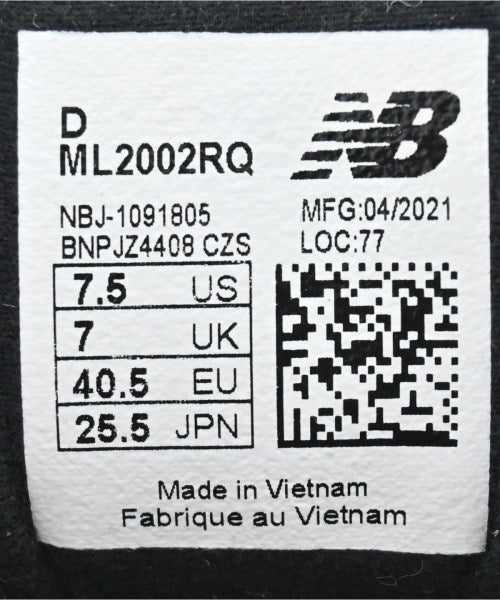 D
ML2002RQ
NB
NBJ-1091805
BNPJZ4408 CZS
MFG:04/2021
LOC:77
7.5 US
7 UK
40.5 EU
25.5 JPN
Made in Vietnam
Fabrique au Vietnam